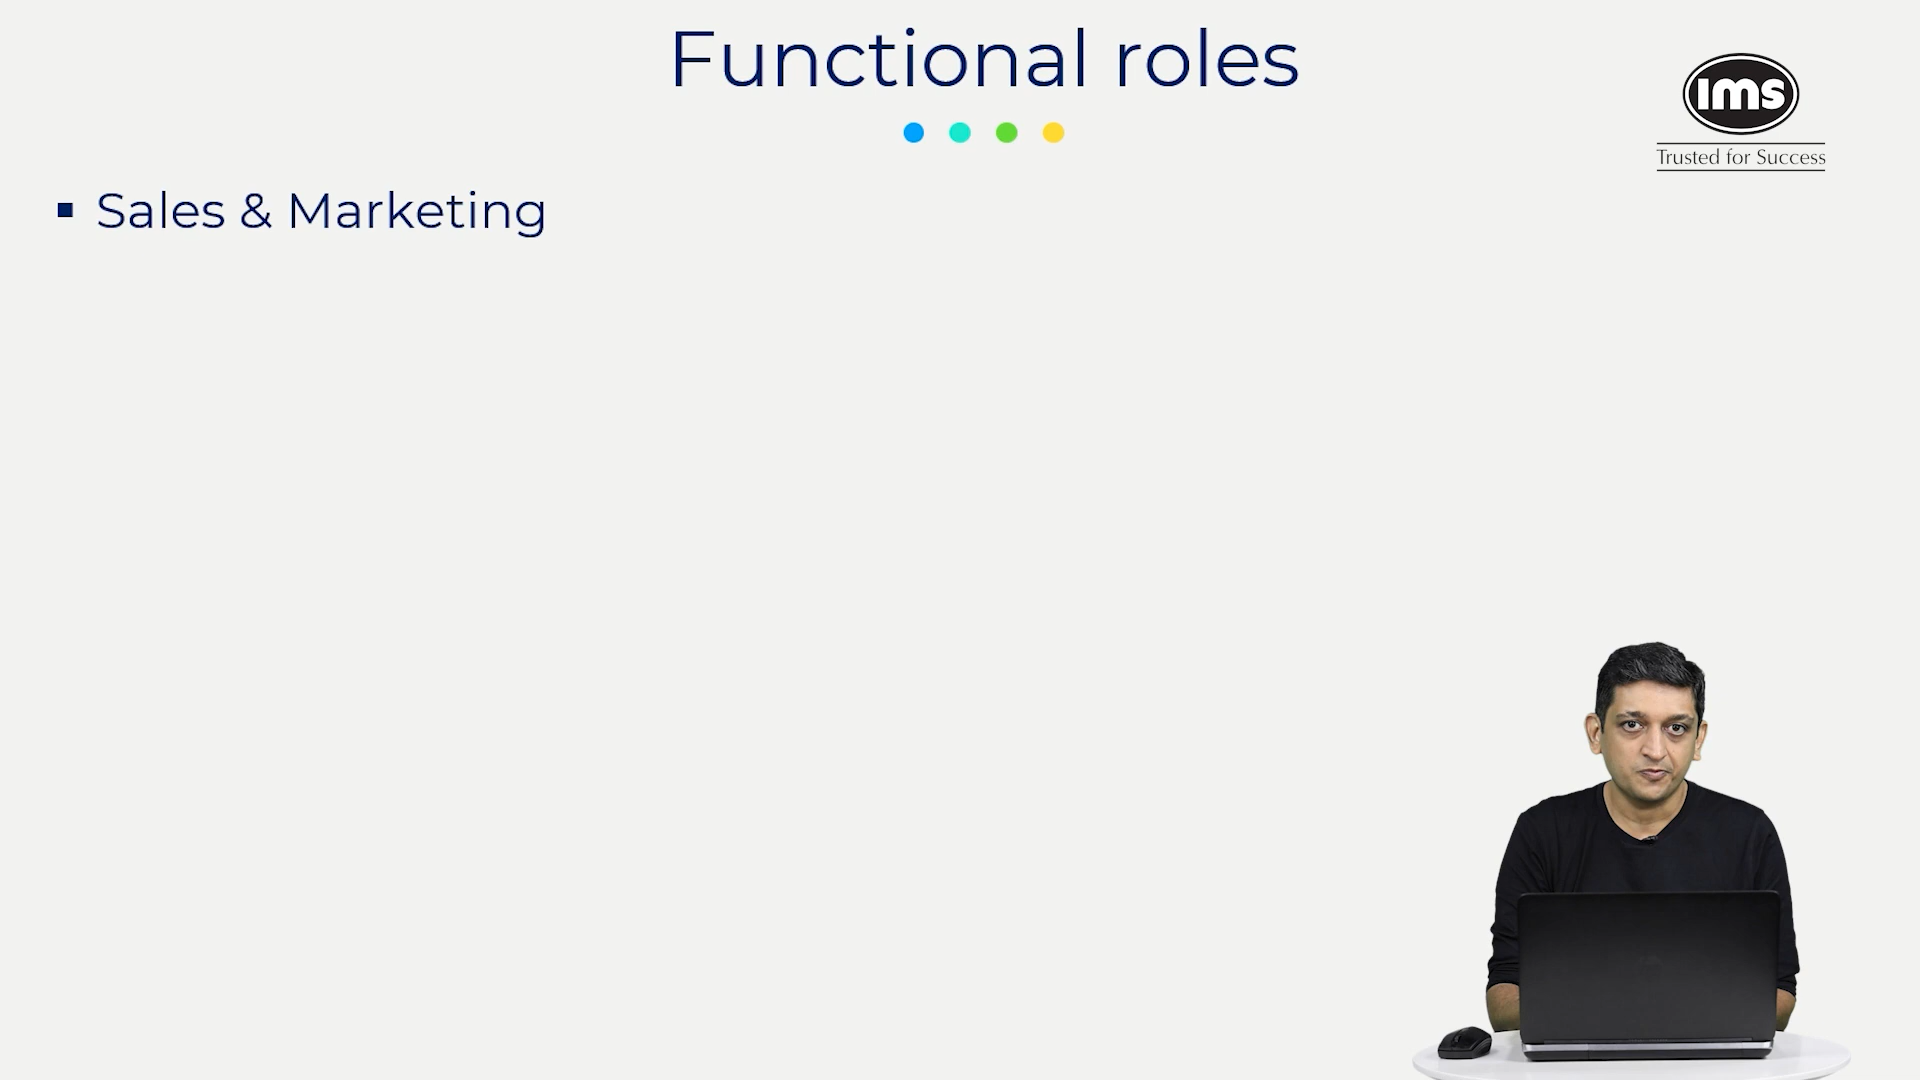 Functional roles
ims
Trusted for Success
Sales & Marketing